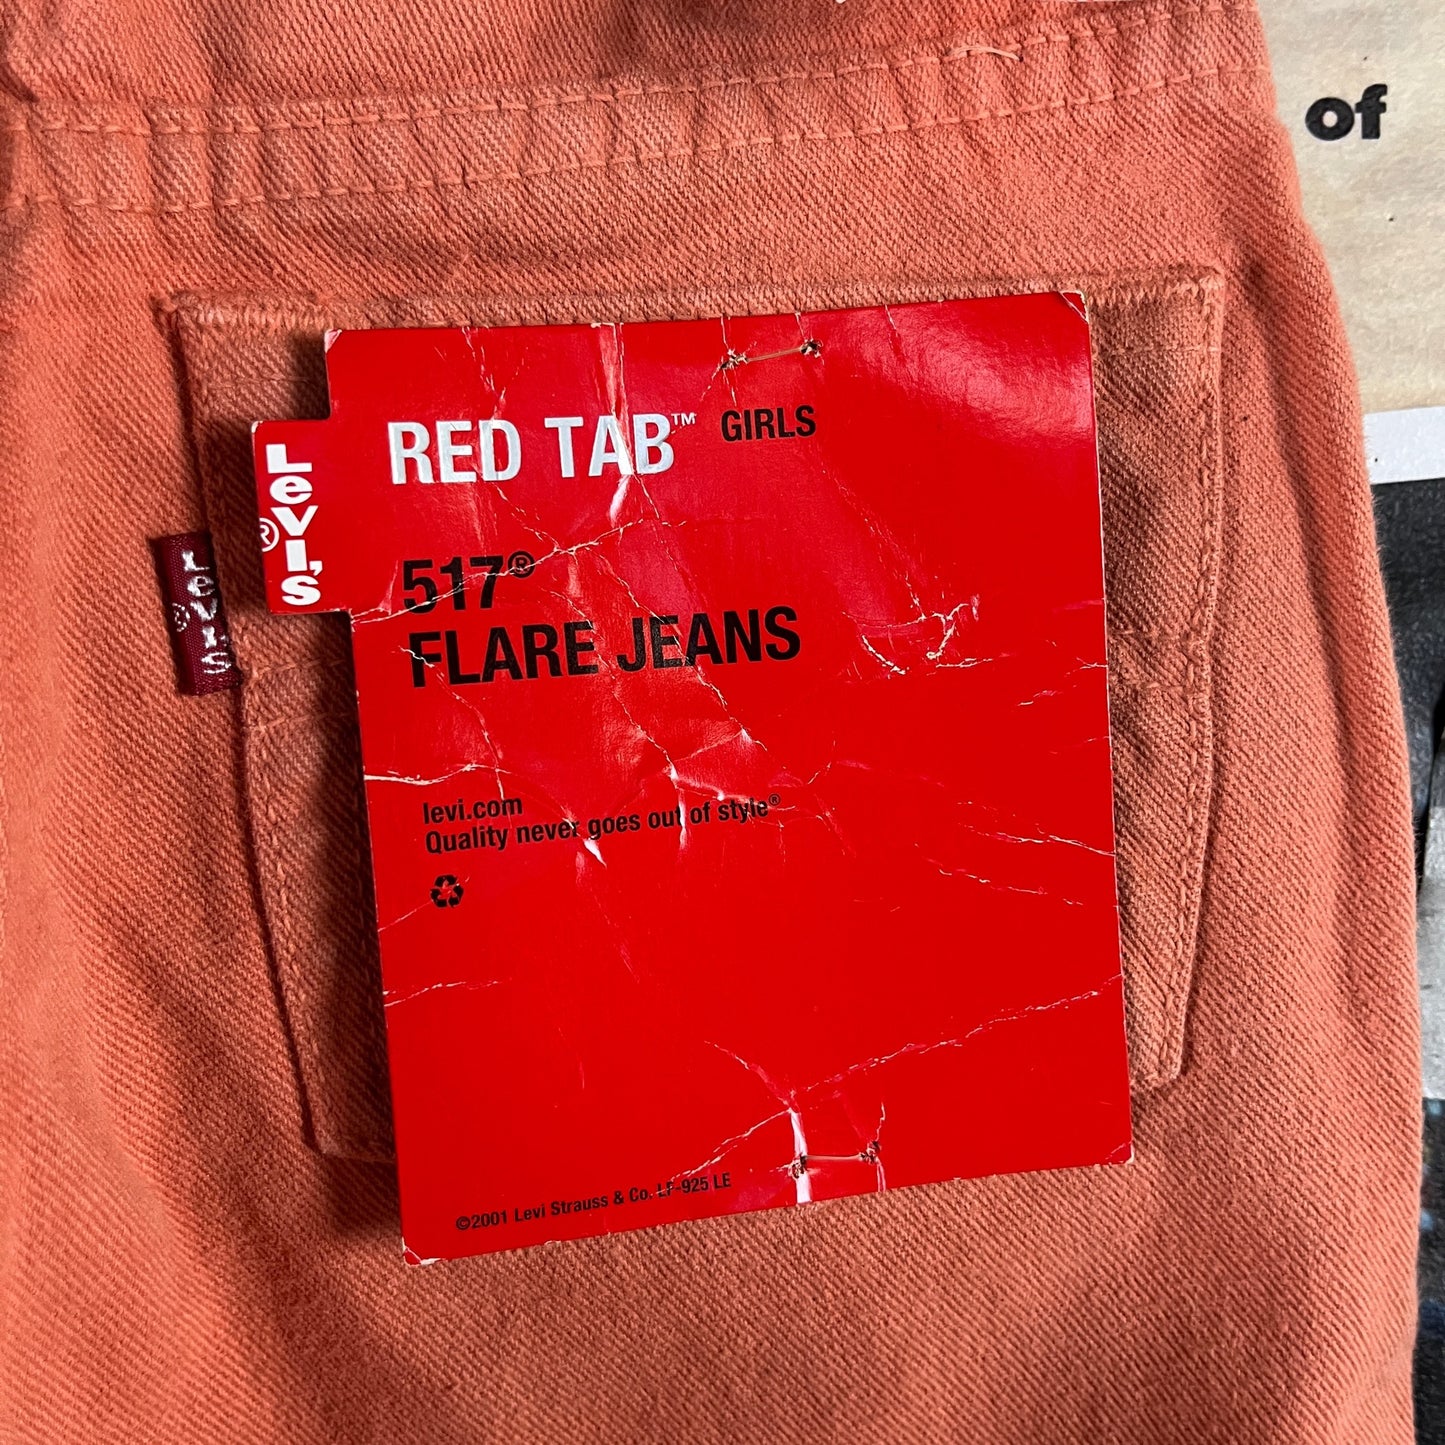 of
RED TAB™ GIRLS
Levi's®
Levi's®
517®
FLARE JEANS
levi.com
Quality never goes out of style®
©2001 Levi Strauss & Co. LF-925 LE